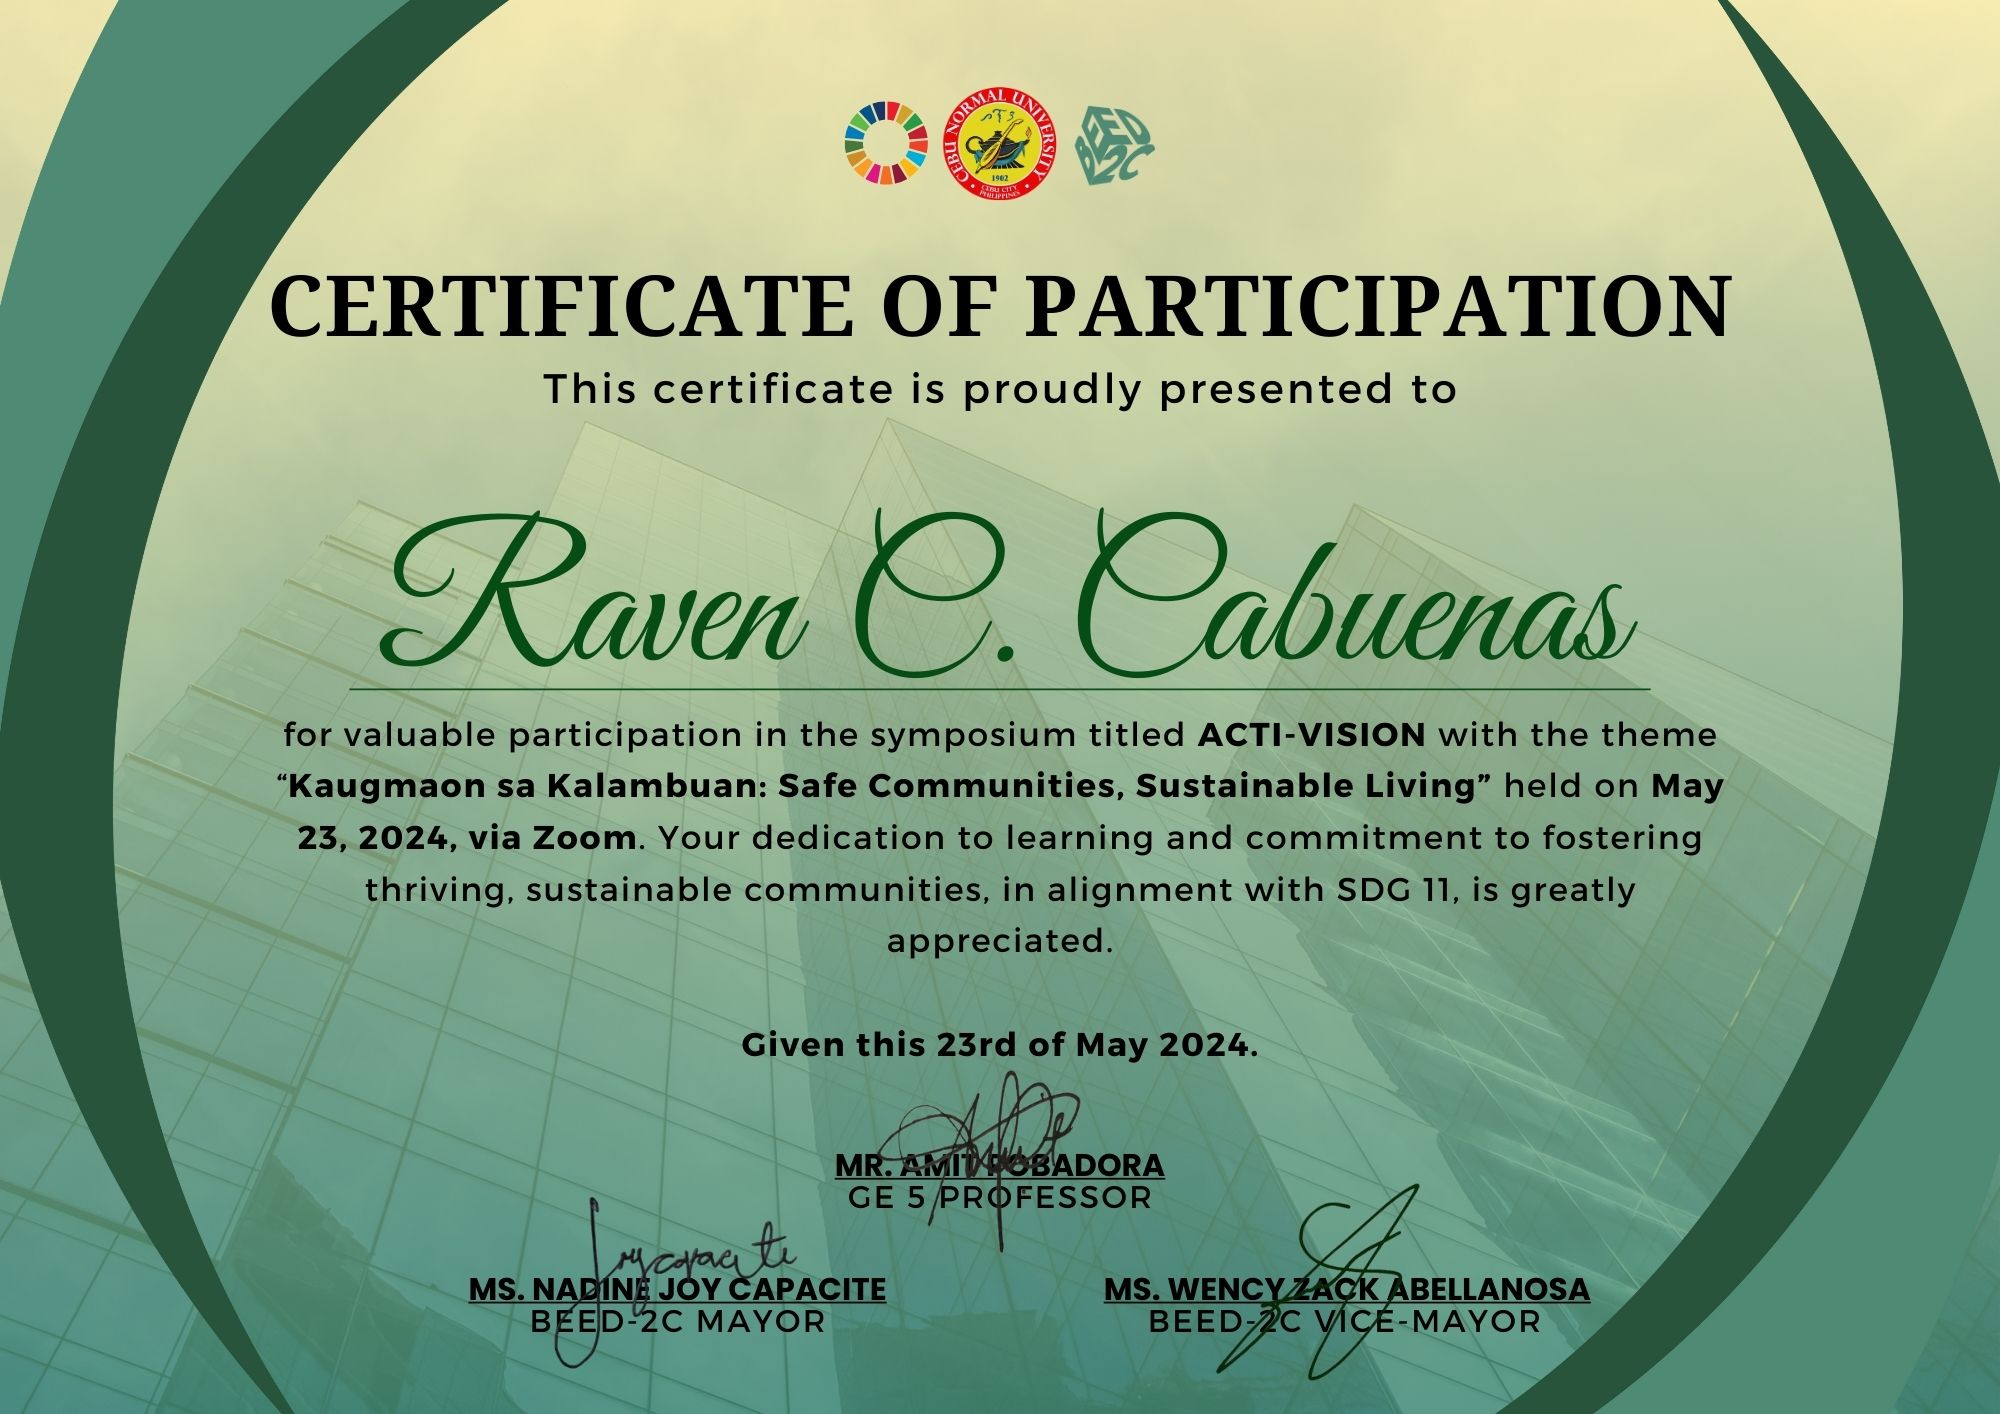 CEBU NORMAL UNIVERSITY
1902
CEBU CITY
PHILIPPINES
BEED
2C
CERTIFICATE OF PARTICIPATION
This certificate is proudly presented to
Raven C. Cabuenas
for valuable participation in the symposium titled ACTI-VISION with the theme
“Kaugmaon sa Kalambuan: Safe Communities, Sustainable Living” held on May
23, 2024, via Zoom. Your dedication to learning and commitment to fostering
thriving, sustainable communities, in alignment with SDG 11, is greatly
appreciated.
Given this 23rd of May 2024.
MR. AMIT POBADORA
GE 5 PROFESSOR
Joycapacite
MS. NADINE JOY CAPACITE
BEED-2C MAYOR
MS. WENCY ZACK ABELLANOSA
BEED-2C VICE-MAYOR